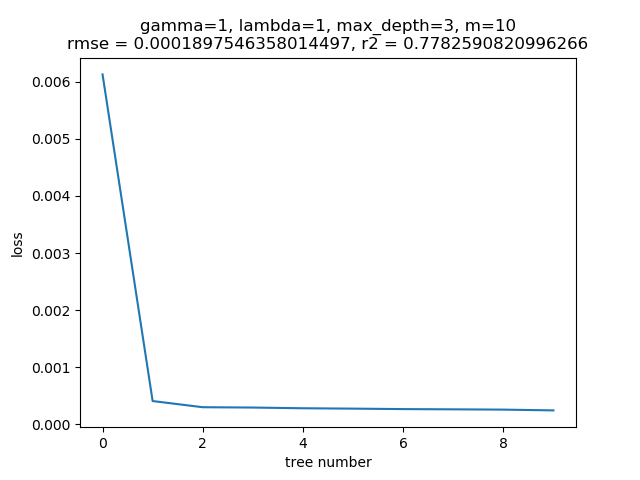 gamma=1, lambda=1, max_depth=3, m=10
rmse = 0.0001897546358014497, r2 = 0.7782590820996266
0.006
0.005
0.004
0.003
0.002
0.001
0.000
loss
0 2 4 6 8
tree number